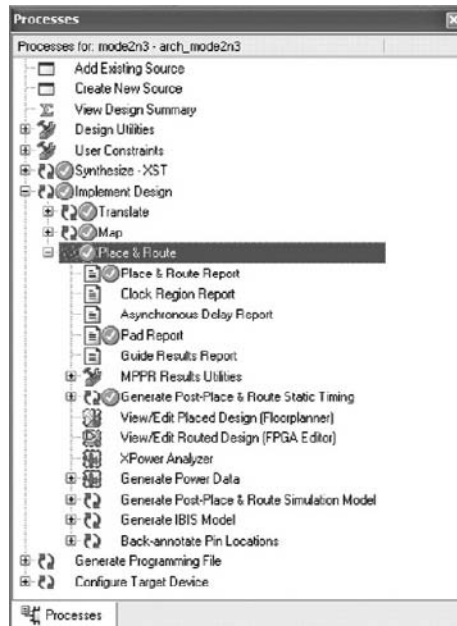 Processes
Processes for: mode2n3 - arch_mode2n3
Add Existing Source
Create New Source
View Design Summary
Design Utilities
User Constraints
Synthesize - XST
Implement Design
Translate
Map
Place & Route
Place & Route Report
Clock Region Report
Asynchronous Delay Report
Pad Report
Guide Results Report
MPPR Results Utilities
Generate Post-Place & Route Static Timing
View/Edit Placed Design (Floorplanner)
View/Edit Routed Design (FPGA Editor)
XPower Analyzer
Generate Power Data
Generate Post-Place & Route Simulation Model
Generate IBIS Model
Back-annotate Pin Locations
Generate Programming File
Configure Target Device
Processes